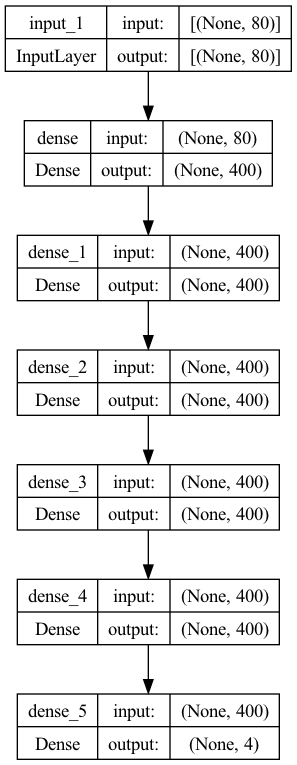 input_1 input: [(None, 80)]
InputLayer output: [(None, 80)]
dense input: (None, 80)
Dense output: (None, 400)
dense_1 input: (None, 400)
Dense output: (None, 400)
dense_2 input: (None, 400)
Dense output: (None, 400)
dense_3 input: (None, 400)
Dense output: (None, 400)
dense_4 input: (None, 400)
Dense output: (None, 400)
dense_5 input: (None, 400)
Dense output: (None, 4)